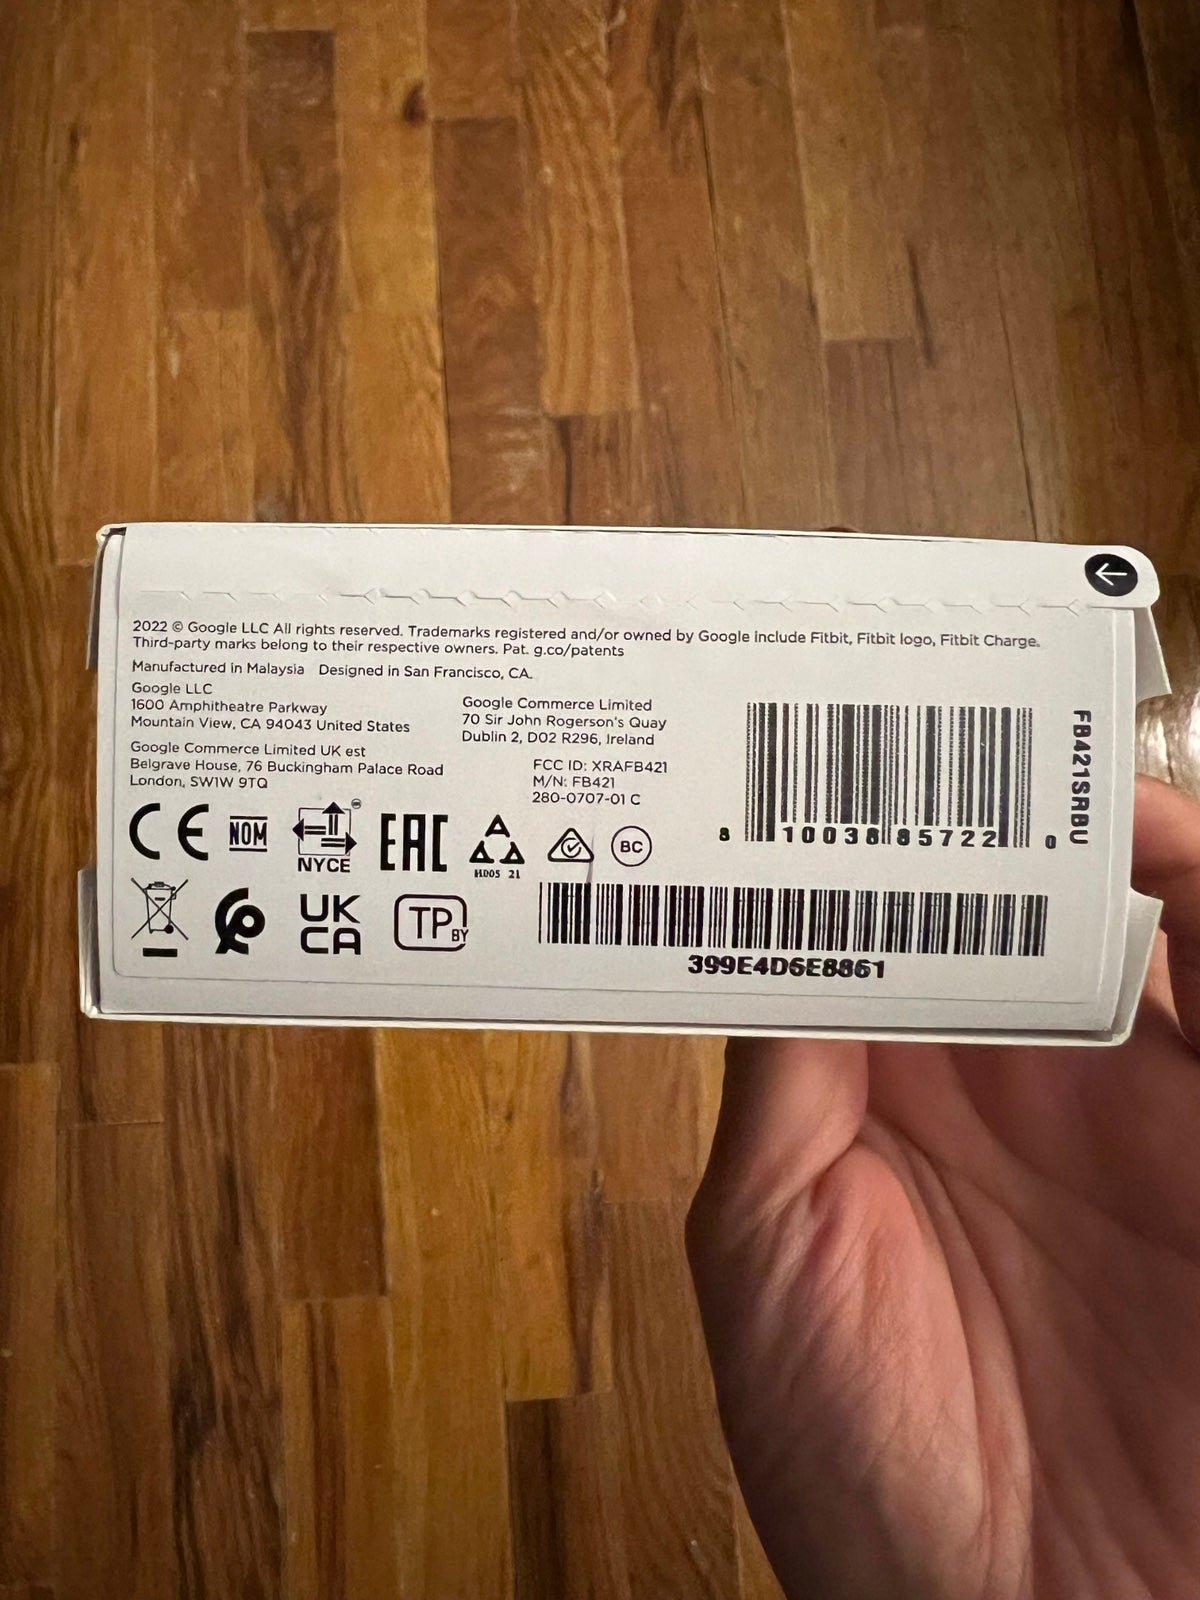 2022 © Google LLC All rights reserved. Trademarks registered and/or owned by Google include Fitbit, Fitbit logo, Fitbit Charge.
Third-party marks belong to their respective owners. Pat. g.co/patents
Manufactured in Malaysia Designed in San Francisco, CA.
Google LLC
1600 Amphitheatre Parkway
Mountain View, CA 94043 United States
Google Commerce Limited
70 Sir John Rogerson's Quay
Dublin 2, D02 R296, Ireland
Google Commerce Limited UK est
Belgrave House, 76 Buckingham Palace Road
London, SW1W 9TQ
FCC ID: XRAFB421
M/N: FB421
280-0707-01 C
8 10038 85722 0
FB421SRBU
CE
NOM
NYCE
EAC
HD05 21
BC
UK
CA
TP BY
399E4D6E8861